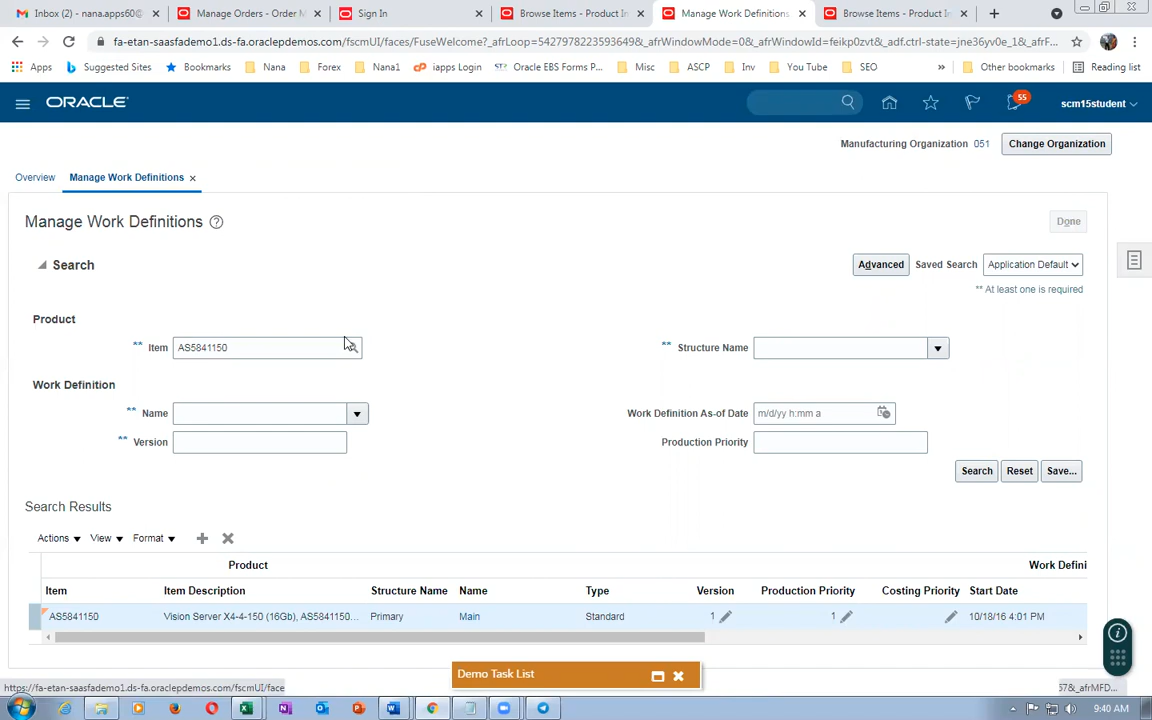 Inbox (2) - nana.apps60@
Manage Orders - Order M
Sign In
Browse Items - Product In
Manage Work Definitions
Browse Items - Product In
fa-etan-saasfademo1.ds-fa.oraclepdemos.com/fscmUI/faces/FuseWelcome?_afrLoop=5427978223593649&_afrWindowMode=0&_afrWindowId=feikp0zvt&_adf.ctrl-state=jne36yv0e_1&_afrF...
Apps Suggested Sites Bookmarks Nana Forex Nana1 iapps Login Oracle EBS Forms P... Misc ASCP Inv You Tube SEO » Other bookmarks Reading list
ORACLE
55
scm15student
Manufacturing Organization 051 Change Organization
Overview Manage Work Definitions
Manage Work Definitions
Done
Search
Advanced Saved Search Application Default
** At least one is required
Product
** Item AS5841150
** Structure Name
Work Definition
** Name
Work Definition As-of Date m/d/yy h:mm a
** Version
Production Priority
Search Reset Save...
Search Results
Actions View Format
Product Work Defini
Item Item Description Structure Name Name Type Version Production Priority Costing Priority Start Date
AS5841150 Vision Server X4-4-150 (16Gb), AS5841150... Primary Main Standard 1 1 10/18/16 4:01 PM
Demo Task List
https://fa-etan-saasfademo1.ds-fa.oraclepdemos.com/fscmUI/face
67&_afrMFD...
9:40 AM